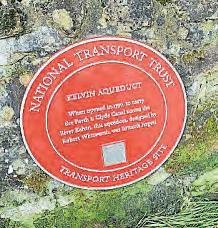 NATIONAL TRANSPORT TRUST
KELVIN AQUEDUCT
When opened in 1790, to carry
the Forth & Clyde Canal across the
River Kelvin, this aqueduct, designed by
Robert Whitworth, was Britain's largest
TRANSPORT HERITAGE SITE